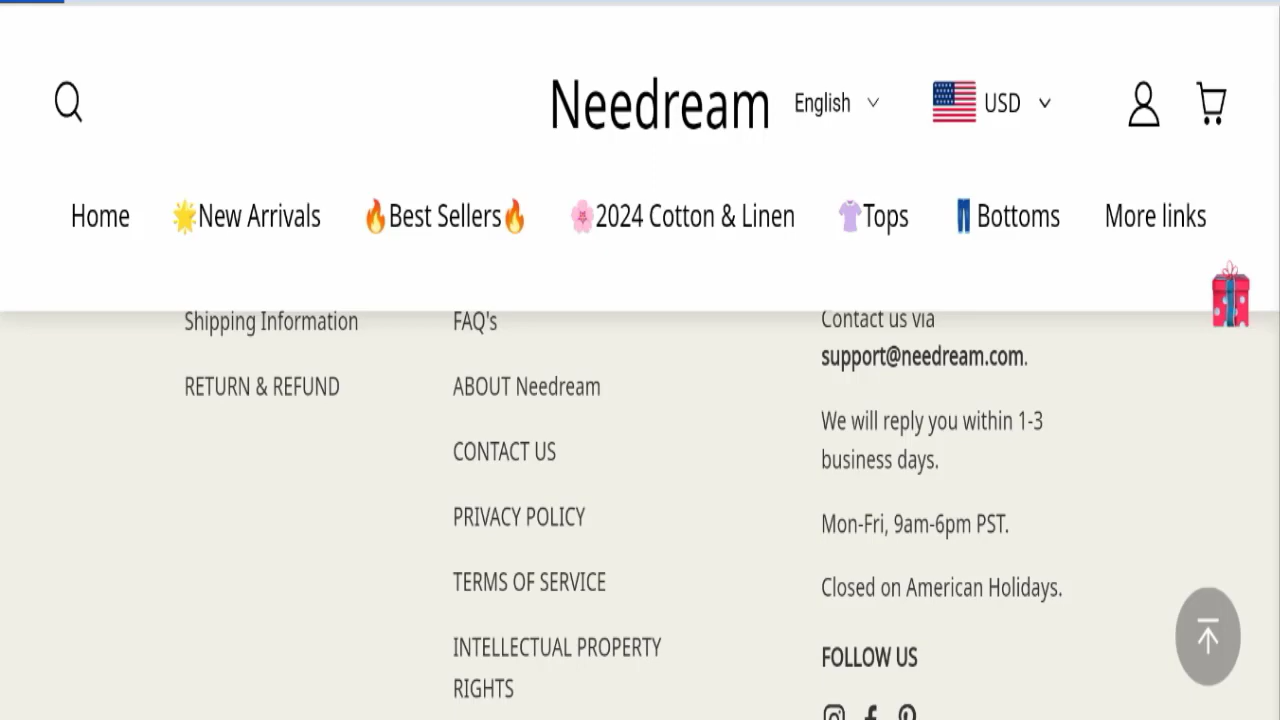 Needream
English
USD
Home
New Arrivals
Best Sellers
2024 Cotton & Linen
Tops
Bottoms
More links
Shipping Information
RETURN & REFUND
FAQ's
ABOUT Needream
CONTACT US
PRIVACY POLICY
TERMS OF SERVICE
INTELLECTUAL PROPERTY
RIGHTS
Contact us via
support@needream.com.
We will reply you within 1-3
business days.
Mon-Fri, 9am-6pm PST.
Closed on American Holidays.
FOLLOW US